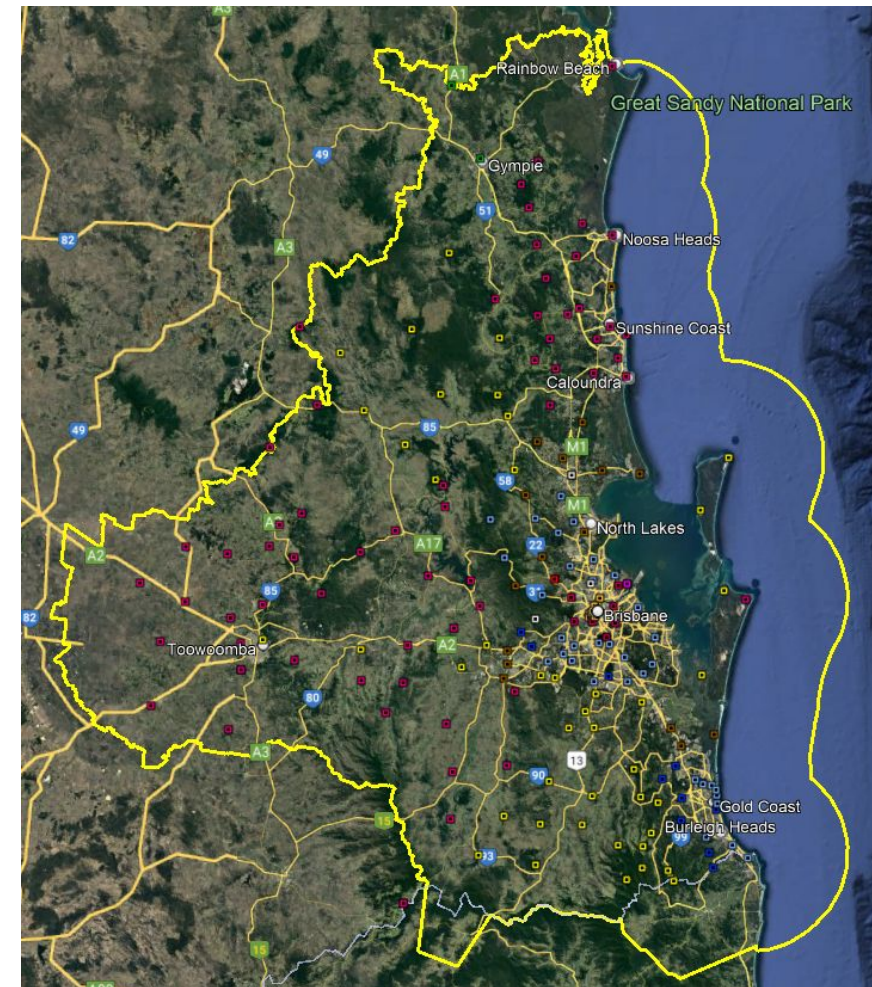 A3
Rainbow Beach
A1
Great Sandy National Park
49
Gympie
51
82
A3
Noosa Heads
Sunshine Coast
Caloundra
49
85
M1
58
M1
North Lakes
A2
A17
22
85
82
Brisbane
Toowoomba
A2
80
A3
13
90
Gold Coast
15
Burleigh Heads
99
93
15